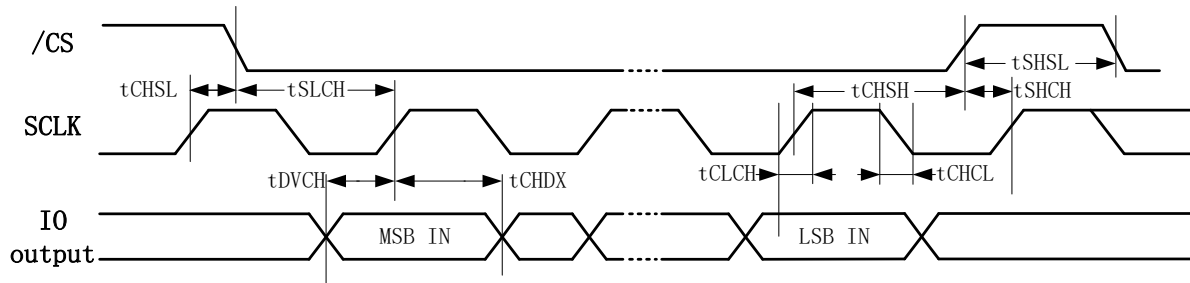 /CS
tCHSL
tSLCH
tCHSH
tSHSL
tSHCH
SCLK
tDVCH
tCHDX
tCLCH
tCHCL
IO
output
MSB IN
LSB IN